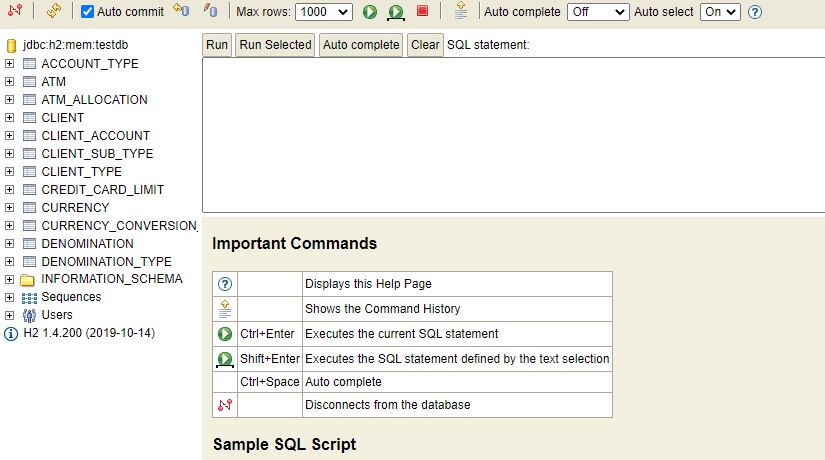 Auto commit Max rows: 1000 Auto complete Off Auto select On
jdbc:h2:mem:testdb
ACCOUNT_TYPE
ATM
ATM_ALLOCATION
CLIENT
CLIENT_ACCOUNT
CLIENT_SUB_TYPE
CLIENT_TYPE
CREDIT_CARD_LIMIT
CURRENCY
CURRENCY_CONVERSION_
DENOMINATION
DENOMINATION_TYPE
INFORMATION_SCHEMA
Sequences
Users
H2 1.4.200 (2019-10-14)
Run Run Selected Auto complete Clear SQL statement:
Important Commands
Displays this Help Page
Shows the Command History
Ctrl+Enter Executes the current SQL statement
Shift+Enter Executes the SQL statement defined by the text selection
Ctrl+Space Auto complete
Disconnects from the database
Sample SQL Script